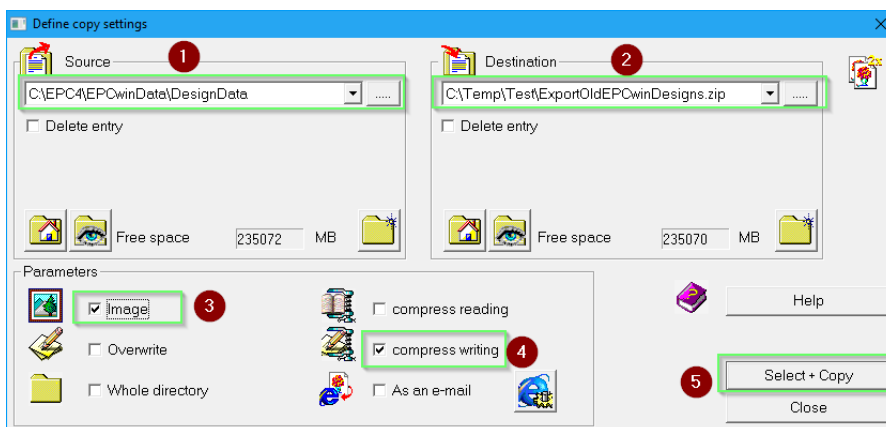 Define copy settings
Source 1
C:\EPC4\EPCwinData\DesignData
.....
Delete entry
Free space 235072 MB
Destination 2
C:\Temp\Test\ExportOldEPCwinDesigns.zip
.....
Delete entry
Free space 235070 MB
2x
Parameters
Image 3
Overwrite
Whole directory
compress reading
compress writing 4
As an e-mail
Help
5 Select + Copy
Close